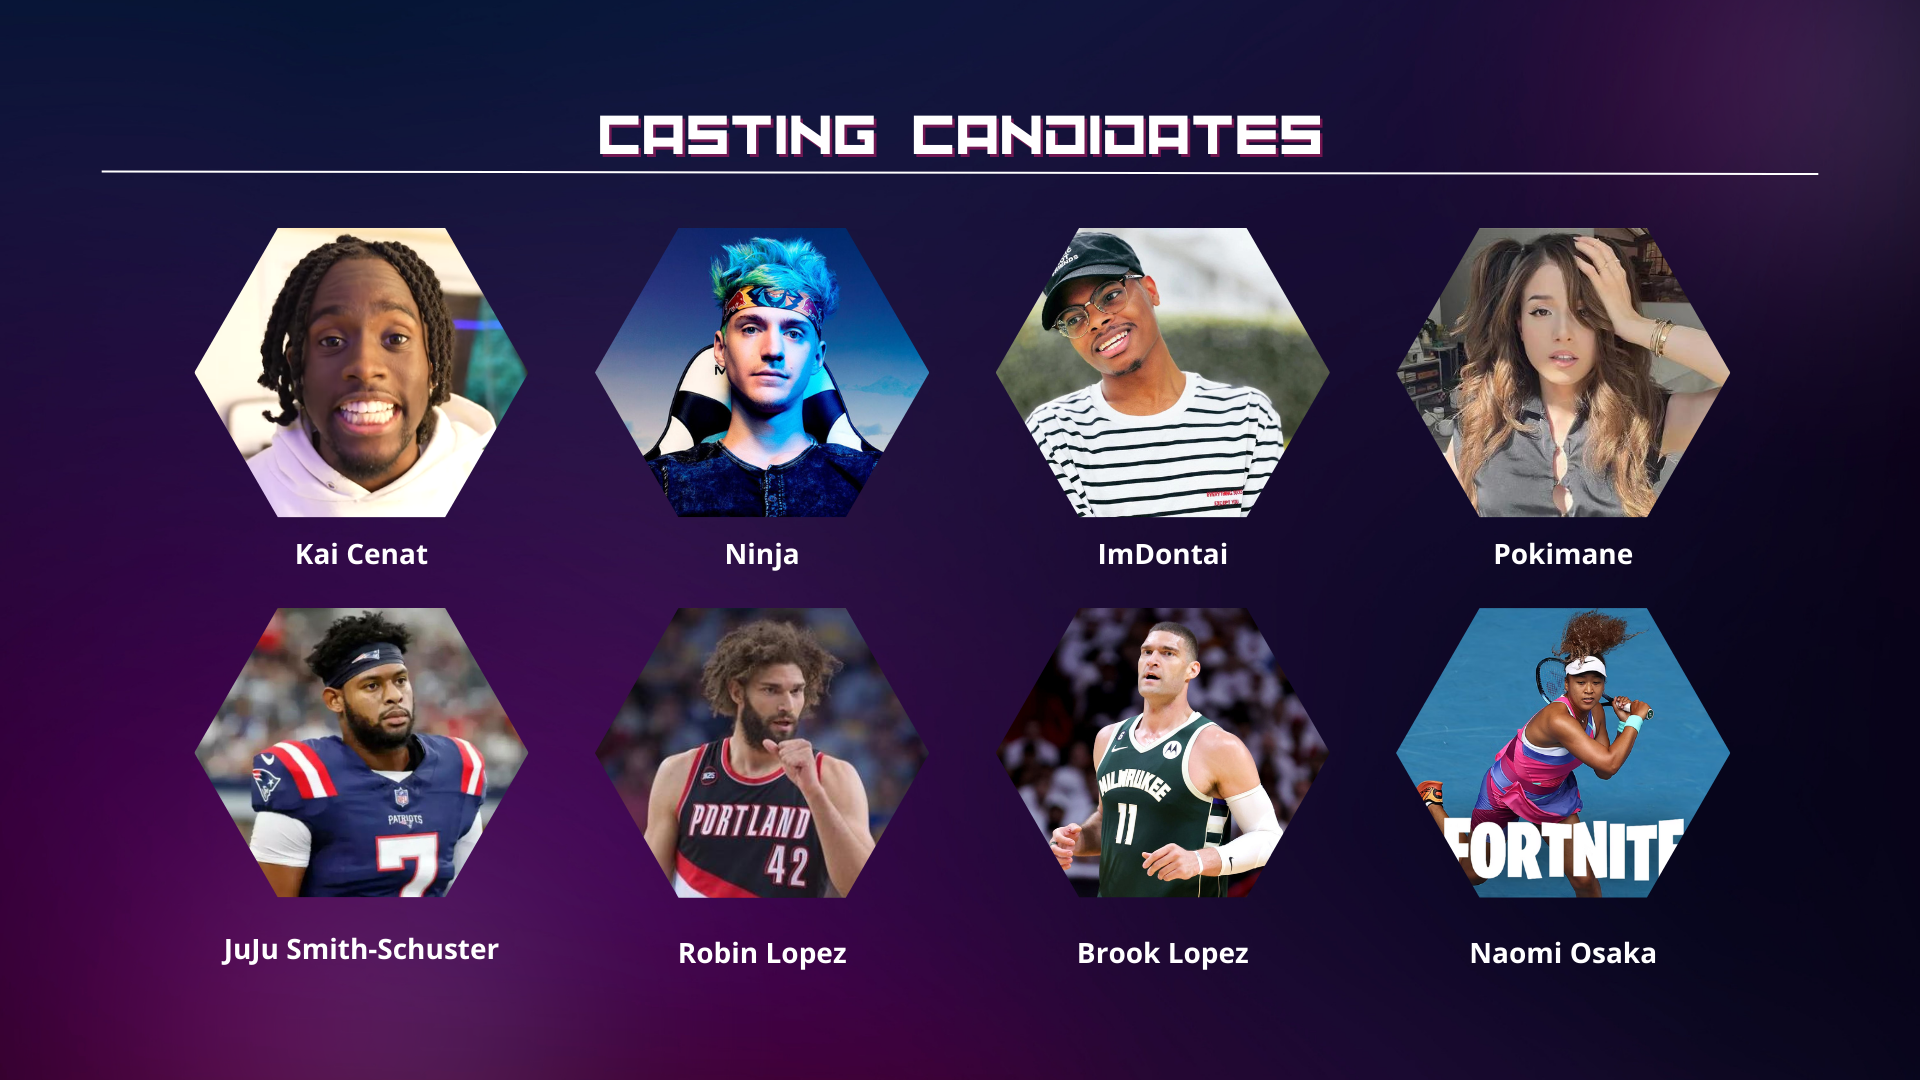 CASTING CANDIDATES
Kai Cenat
Ninja
ImDontai
Pokimane
PATRIOTS
7
PORTLAND
42
MILWAUKEE
11
FORTNITE
JuJu Smith-Schuster
Robin Lopez
Brook Lopez
Naomi Osaka